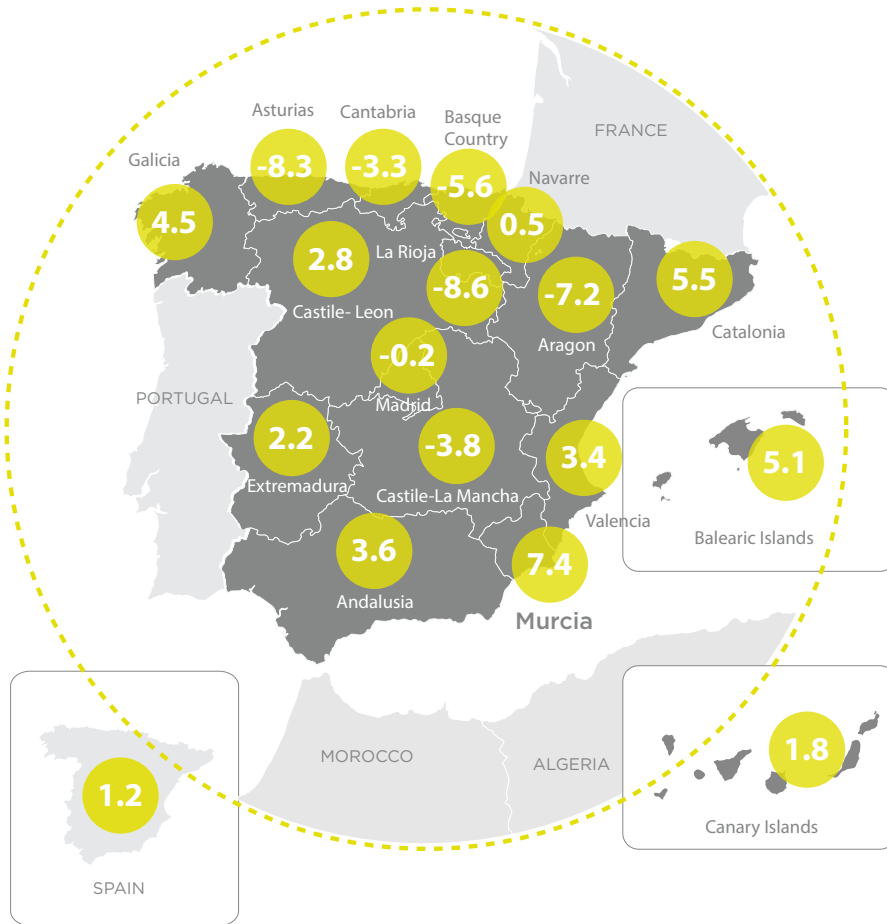 Asturias
-8.3
Cantabria
-3.3
Basque
Country
-5.6
FRANCE
Galicia
4.5
Navarre
0.5
2.8
Castile- Leon
La Rioja
-8.6
-7.2
Aragon
5.5
Catalonia
-0.2
Madrid
PORTUGAL
2.2
Extremadura
-3.8
Castile-La Mancha
3.4
Valencia
5.1
Balearic Islands
3.6
Andalusia
7.4
Murcia
MOROCCO
ALGERIA
1.8
Canary Islands
1.2
SPAIN